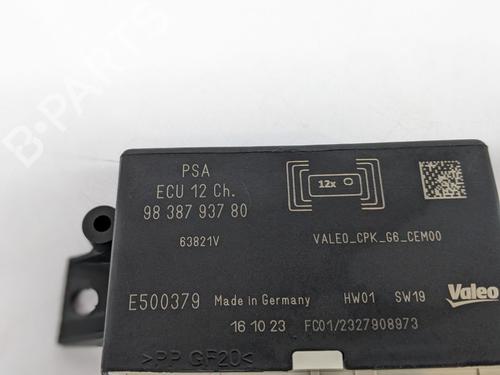 PSA
ECU 12 Ch.
98 387 937 80
63821V
12x
VALEO_CPK_G6_CEM00
E500379 Made in Germany HW01 SW19 Valeo
16 10 23 FC01/2327908973
>PP GF20<
B-PARTS